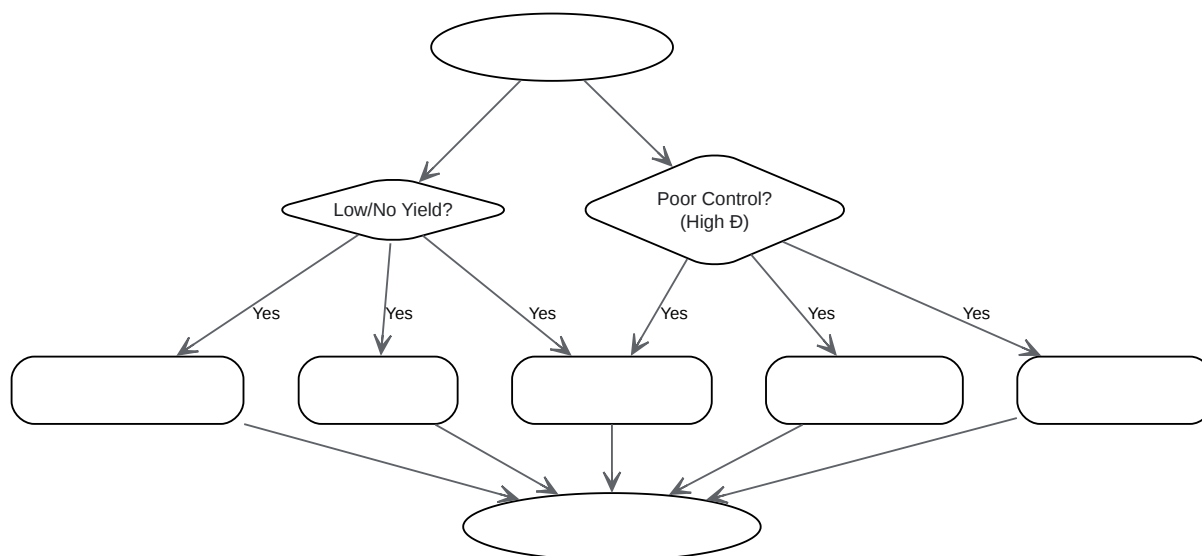 Low/No Yield?
Poor Control?
(High Đ)
Yes
Yes
Yes
Yes
Yes
Yes